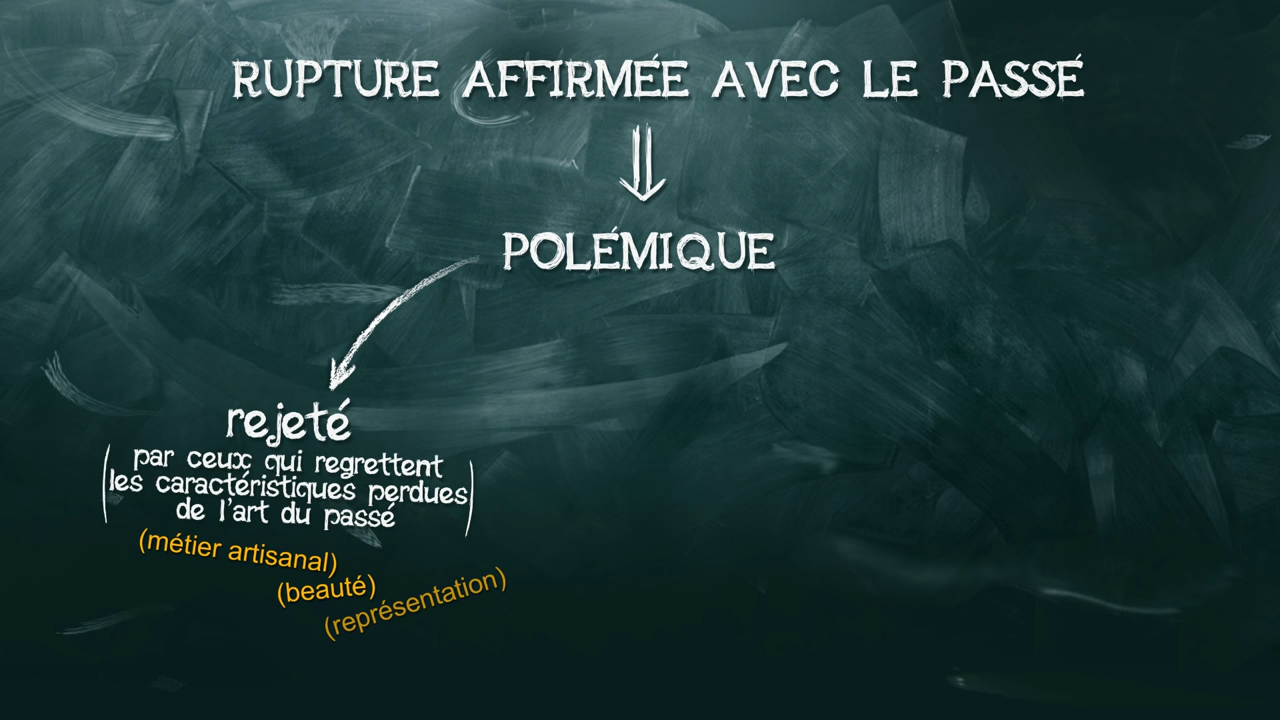 RUPTURE AFFIRMÉE AVEC LE PASSÉ
POLÉMIQUE
rejeté
(par ceux qui regrettent
les caractéristiques perdues
de l'art du passé)
(métier artisanal)
(beauté)
(représentation)